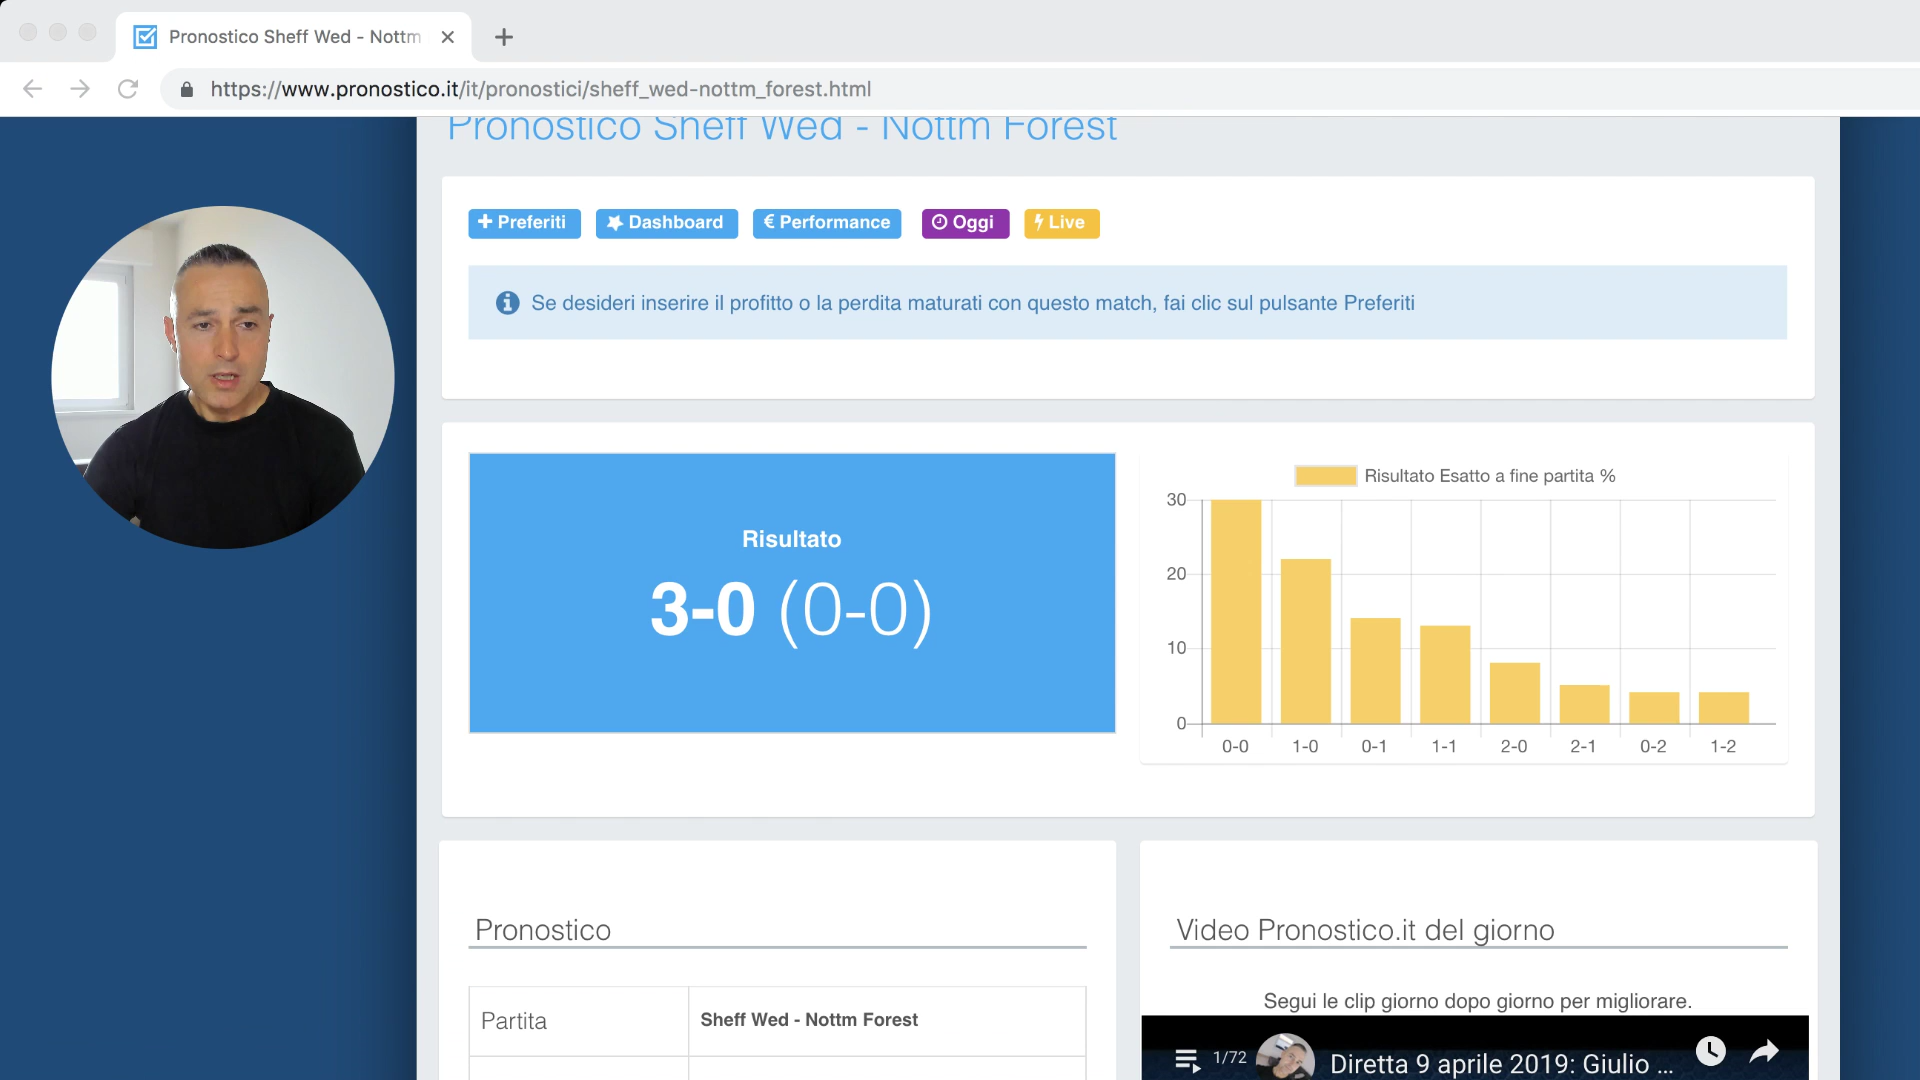 Pronostico Sheff Wed - Nottm
https://www.pronostico.it/it/pronostici/sheff_wed-nottm_forest.html
Pronostico Sheff Wed - Nottm Forest
Preferiti
Dashboard
€ Performance
Oggi
Live
Se desideri inserire il profitto o la perdita maturati con questo match, fai clic sul pulsante Preferiti
Risultato
3-0 (0-0)
Risultato Esatto a fine partita %
30
20
10
0
0-0 1-0 0-1 1-1 2-0 2-1 0-2 1-2
Pronostico
Partita
Sheff Wed - Nottm Forest
Video Pronostico.it del giorno
Segui le clip giorno dopo giorno per migliorare.
1/72
Diretta 9 aprile 2019: Giulio ...